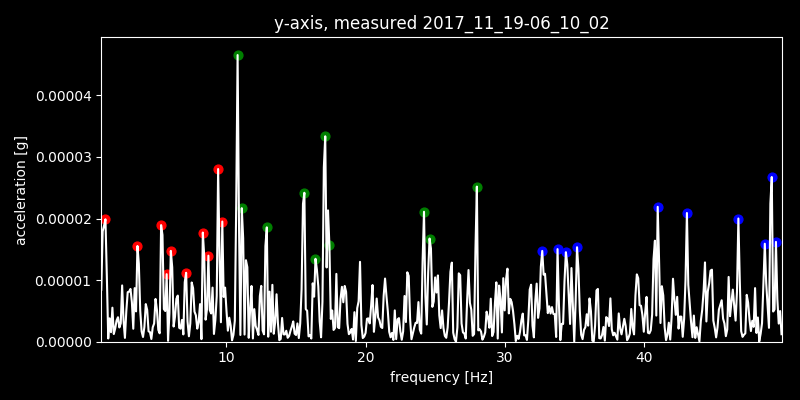 y-axis, measured 2017_11_19-06_10_02
acceleration [g]
0.00004
0.00003
0.00002
0.00001
0.00000
10 20 30 40
frequency [Hz]